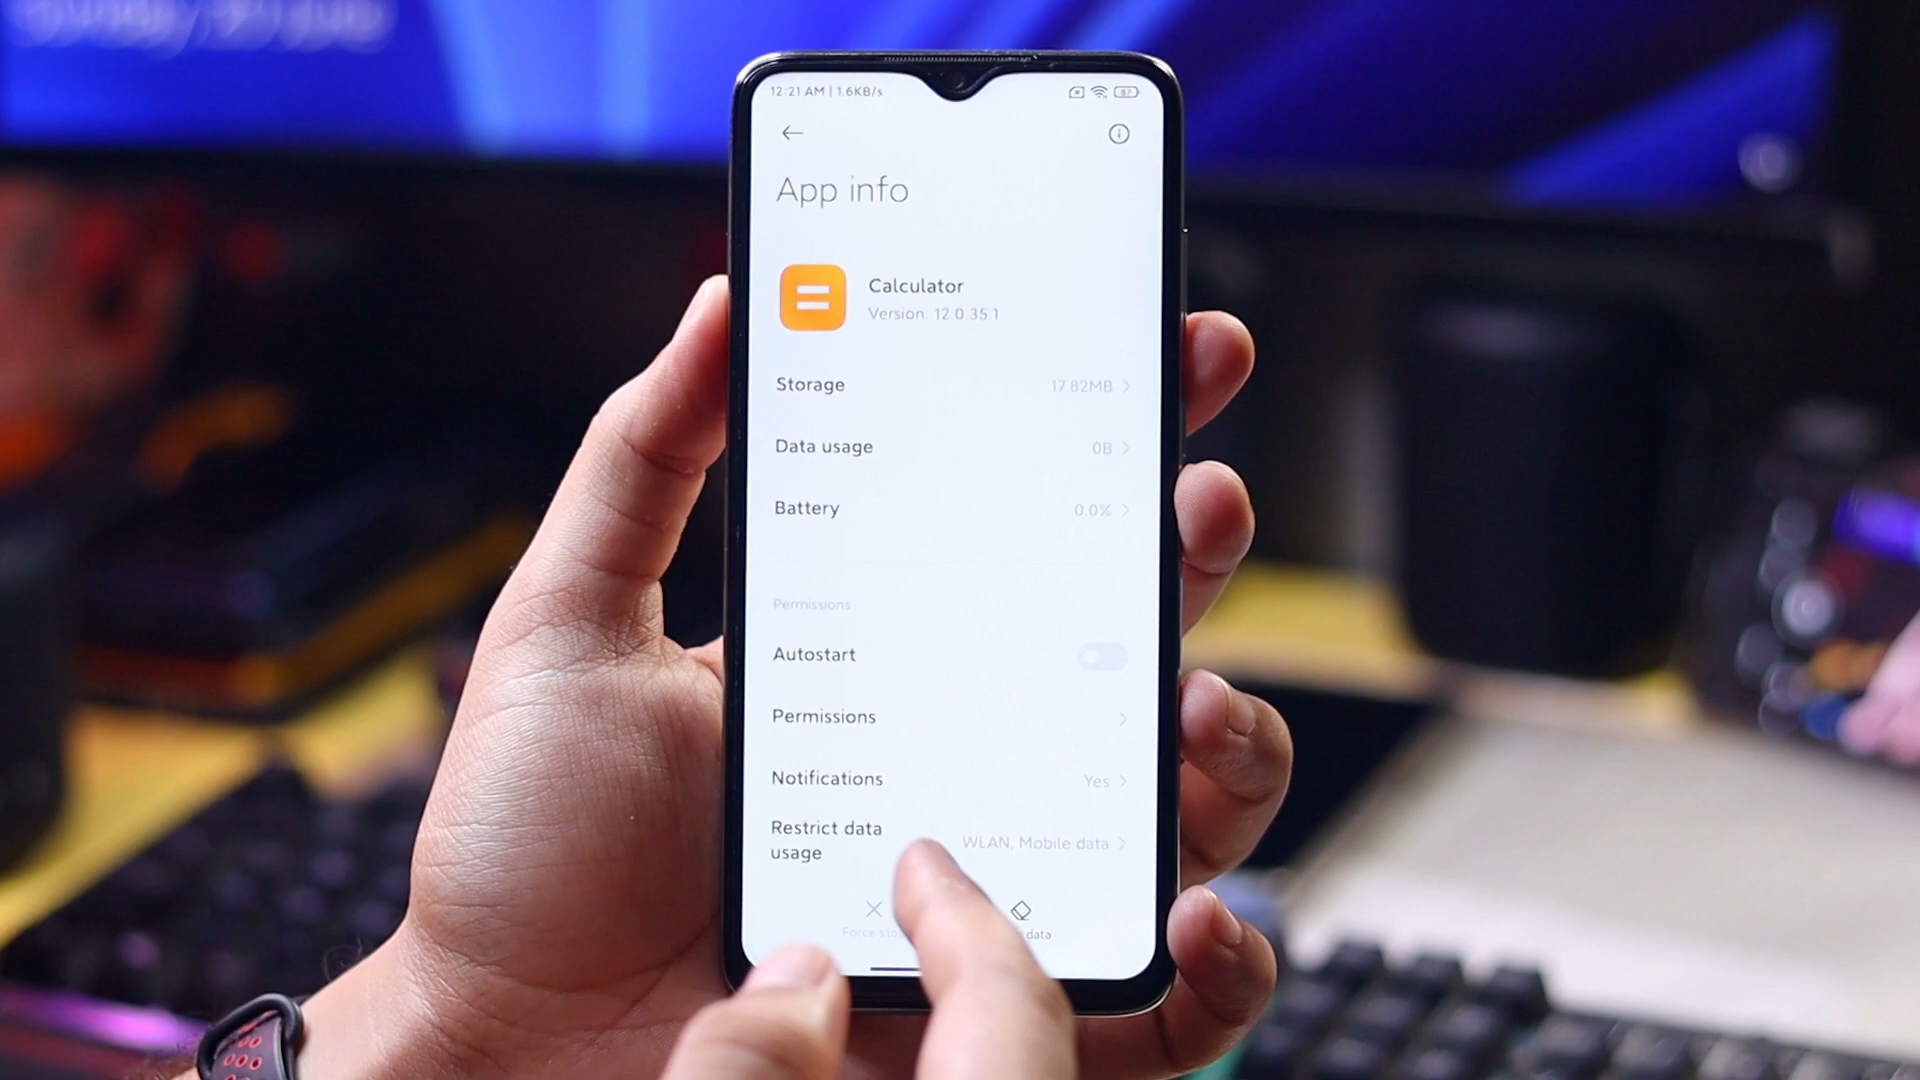 12:21 AM | 1.6KB/s
87
App info
Calculator
Version: 12.0.35.1
Storage 17.82MB
Data usage 0B
Battery 0.0%
Permissions
Autostart
Permissions
Notifications Yes
Restrict data usage WLAN, Mobile data
Force
data